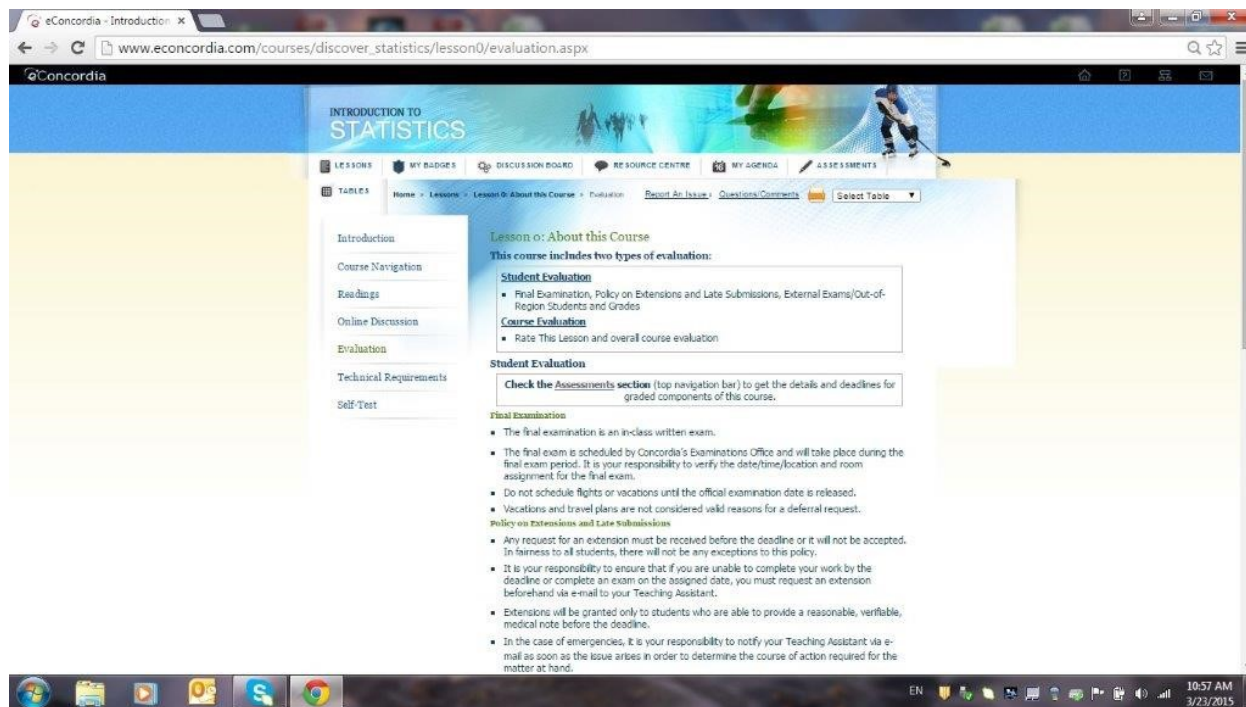 eConcordia - Introduction
www.econcordia.com/courses/discover_statistics/lesson0/evaluation.aspx
eConcordia
INTRODUCTION TO
STATISTICS
LESSONS MY BADGES DISCUSSION BOARD RESOURCE CENTRE MY AGENDA ASSESSMENTS
TABLES Home > Lessons > Lesson 0: About this Course > Evaluation Report An Issue Questions/Comments Select Table
Introduction
Course Navigation
Readings
Online Discussion
Evaluation
Technical Requirements
Self-Test
Lesson 0: About this Course
This course includes two types of evaluation:
Student Evaluation
Final Examination, Policy on Extensions and Late Submissions, External Exams/Out-of-
Region Students and Grades
Course Evaluation
Rate This Lesson and overall course evaluation
Student Evaluation
Check the Assessments section (top navigation bar) to get the details and deadlines for
graded components of this course.
Final Examination
The final examination is an in-class written exam.
The final exam is scheduled by Concordia's Examinations Office and will take place during the
final exam period. It is your responsibility to verify the date/time/location and room
assignment for the final exam.
Do not schedule flights or vacations until the official examination date is released.
Vacations and travel plans are not considered valid reasons for a deferral request.
Policy on Extensions and Late Submissions
Any request for an extension must be received before the deadline or it will not be accepted.
In fairness to all students, there will not be any exceptions to this policy.
It is your responsibility to ensure that if you are unable to complete your work by the
deadline or complete an exam on the assigned date, you must request an extension
beforehand via e-mail to your Teaching Assistant.
Extensions will be granted only to students who are able to provide a reasonable, verifiable,
medical note before the deadline.
In the case of emergencies, it is your responsibility to notify your Teaching Assistant via e-
mail as soon as the issue arises in order to determine the course of action required for the
matter at hand.
EN
10:57 AM
3/23/2015